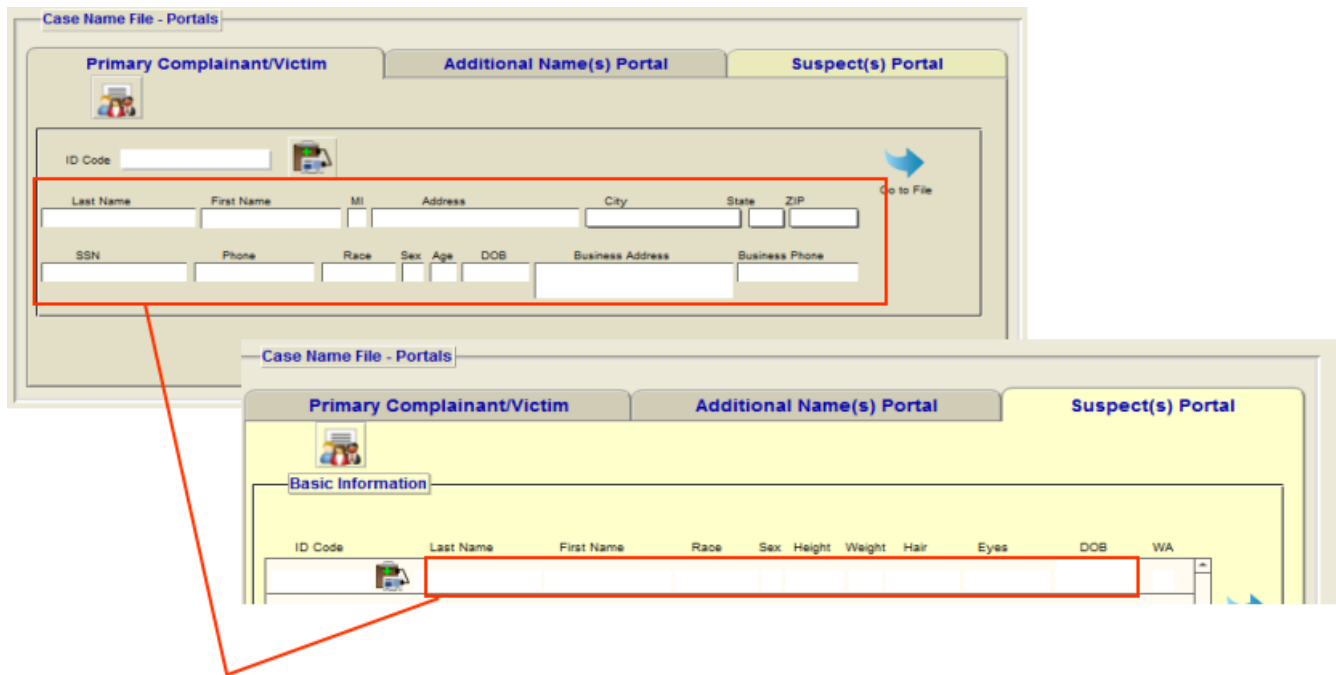 Case Name File - Portals
Primary Complainant/Victim Additional Name(s) Portal Suspect(s) Portal
ID Code
Go to File
Last Name First Name MI Address City State ZIP
SSN Phone Race Sex Age DOB Business Address Business Phone
Case Name File - Portals
Primary Complainant/Victim Additional Name(s) Portal Suspect(s) Portal
Basic Information
ID Code Last Name First Name Race Sex Height Weight Hair Eyes DOB WA